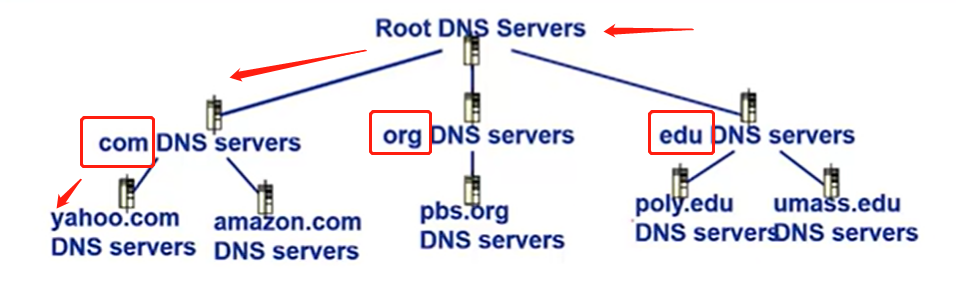 Root DNS Servers
com DNS servers
org DNS servers
edu DNS servers
yahoo.com
DNS servers
amazon.com
DNS servers
pbs.org
DNS servers
poly.edu
DNS servers
umass.edu
DNS servers